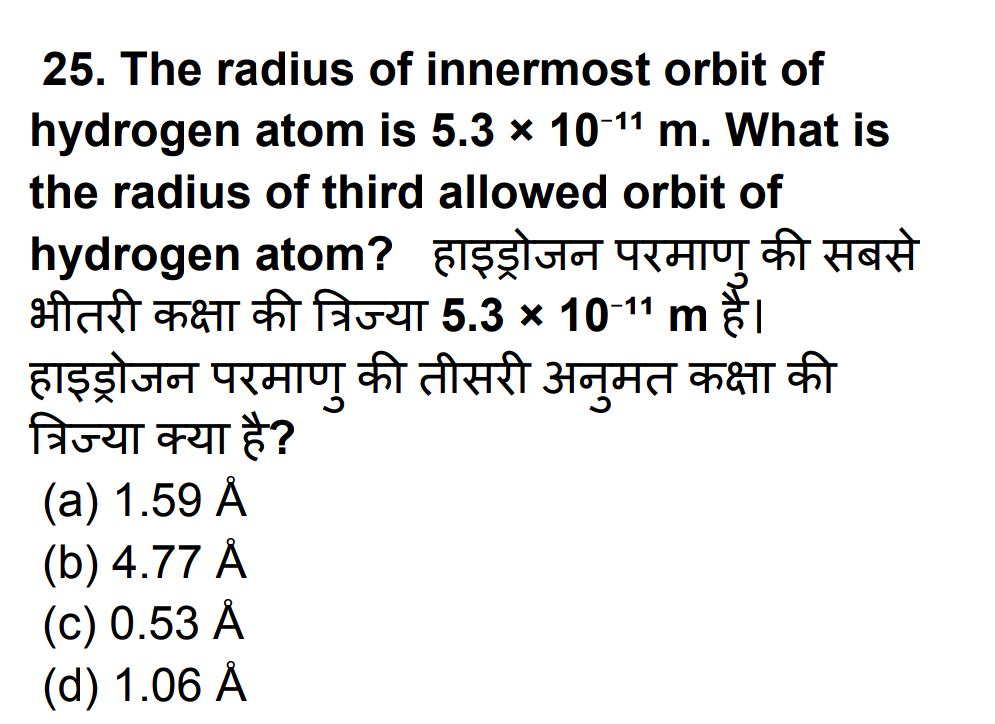 25. The radius of innermost orbit of
hydrogen atom is 5.3 × 10⁻¹¹ m. What is
the radius of third allowed orbit of
hydrogen atom? हाइड्रोजन परमाणु की सबसे
भीतरी कक्षा की त्रिज्या 5.3 × 10⁻¹¹ m है।
हाइड्रोजन परमाणु की तीसरी अनुमत कक्षा की
त्रिज्या क्या है?
(a) 1.59 Å
(b) 4.77 Å
(c) 0.53 Å
(d) 1.06 Å